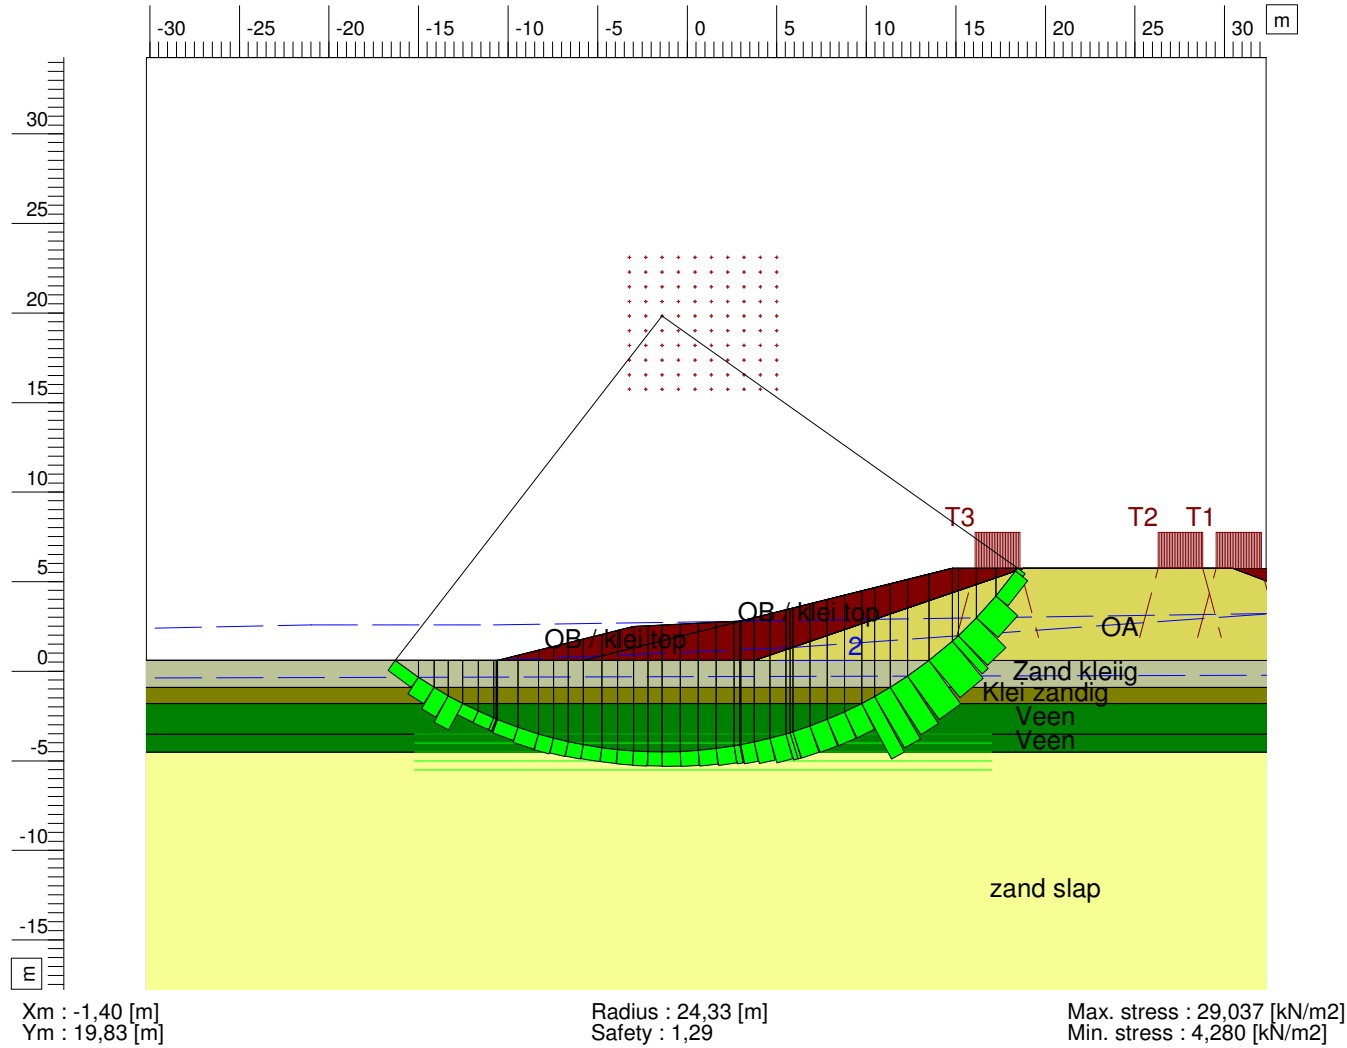 -30 -25 -20 -15 -10 -5 0 5 10 15 20 25 30 m
30
25
20
15
10
5
0
-5
-10
-15
m
T3 T2 T1
OB / klei top
OB / klei top
OA
2
Zand kleiig
Klei zandig
Veen
Veen
zand slap
Xm : -1,40 [m] Radius : 24,33 [m] Max. stress : 29,037 [kN/m2]
Ym : 19,83 [m] Safety : 1,29 Min. stress : 4,280 [kN/m2]